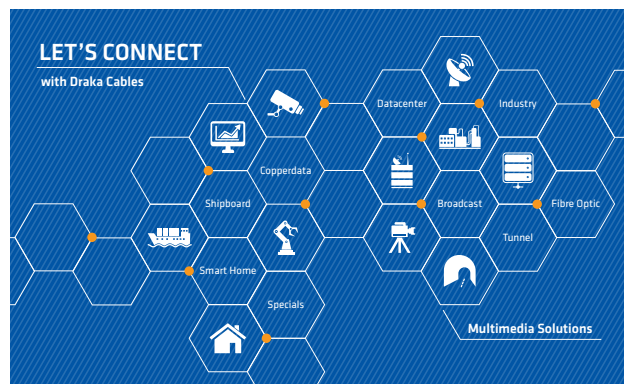 LET'S CONNECT
with Draka Cables
Datacenter
Industry
Copperdata
Shipboard
Broadcast
Fibre Optic
Tunnel
Smart Home
Specials
Multimedia Solutions